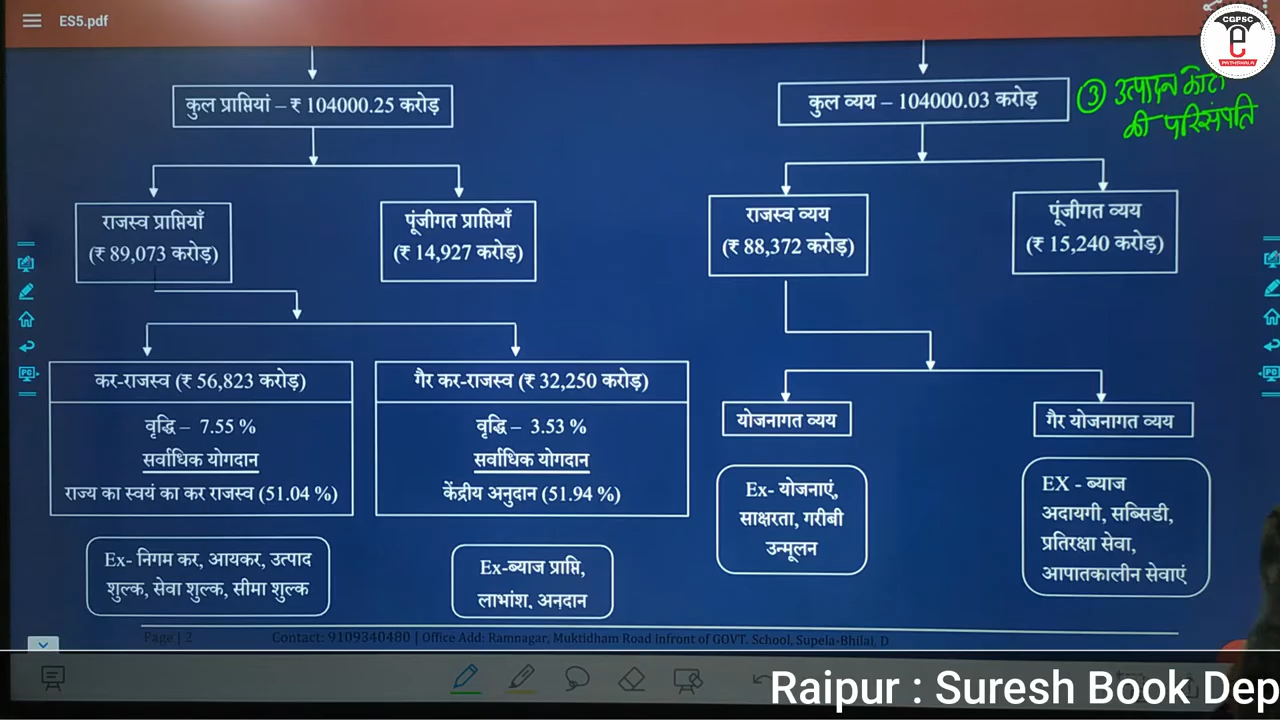 ES5.pdf
CGPSC
e
PATHSHALA
कुल प्राप्तियां – ₹ 104000.25 करोड़
कुल व्यय – 104000.03 करोड़
③ उत्पादन
की परिसंपति
राजस्व प्राप्तियाँ
(₹ 89,073 करोड़)
पूंजीगत प्राप्तियाँ
(₹ 14,927 करोड़)
राजस्व व्यय
(₹ 88,372 करोड़)
पूंजीगत व्यय
(₹ 15,240 करोड़)
कर-राजस्व (₹ 56,823 करोड़)
वृद्धि – 7.55 %
सर्वाधिक योगदान
राज्य का स्वयं का कर राजस्व (51.04 %)
गैर कर-राजस्व (₹ 32,250 करोड़)
वृद्धि – 3.53 %
सर्वाधिक योगदान
केंद्रीय अनुदान (51.94 %)
योजनागत व्यय
गैर योजनागत व्यय
Ex- योजनाएं,
साक्षरता, गरीबी
उन्मूलन
EX - ब्याज
अदायगी, सब्सिडी,
प्रतिरक्षा सेवा,
आपातकालीन सेवाएं
Ex- निगम कर, आयकर, उत्पाद
शुल्क, सेवा शुल्क, सीमा शुल्क
Ex-ब्याज प्राप्ति,
लाभांश, अनुदान
Page | 2
Contact: 9109340480 | Office Add: Ramnagar, Muktidham Road Infront of GOVT. School, Supela-Bhilai, D
Raipur : Suresh Book Dep